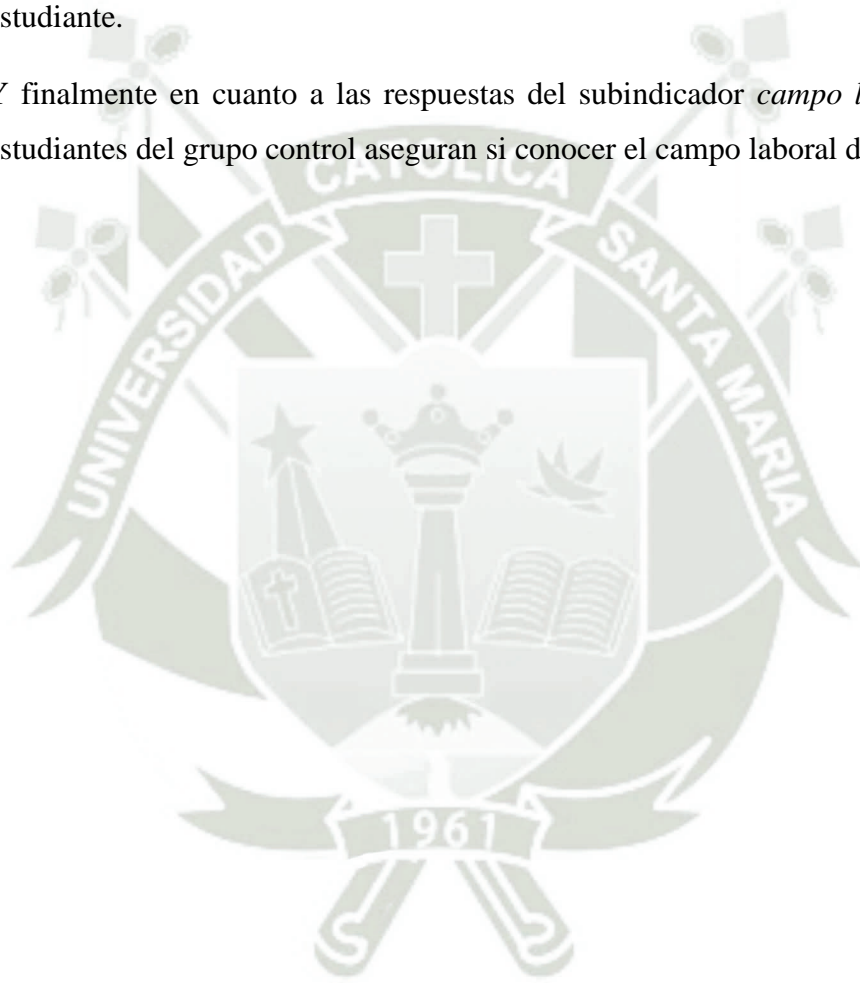 studiante.
Y finalmente en cuanto a las respuestas del subindicador campo l
studiantes del grupo control aseguran si conocer el campo laboral d
UNIVERSIDAD CATOLICA SANTA MARIA
1961